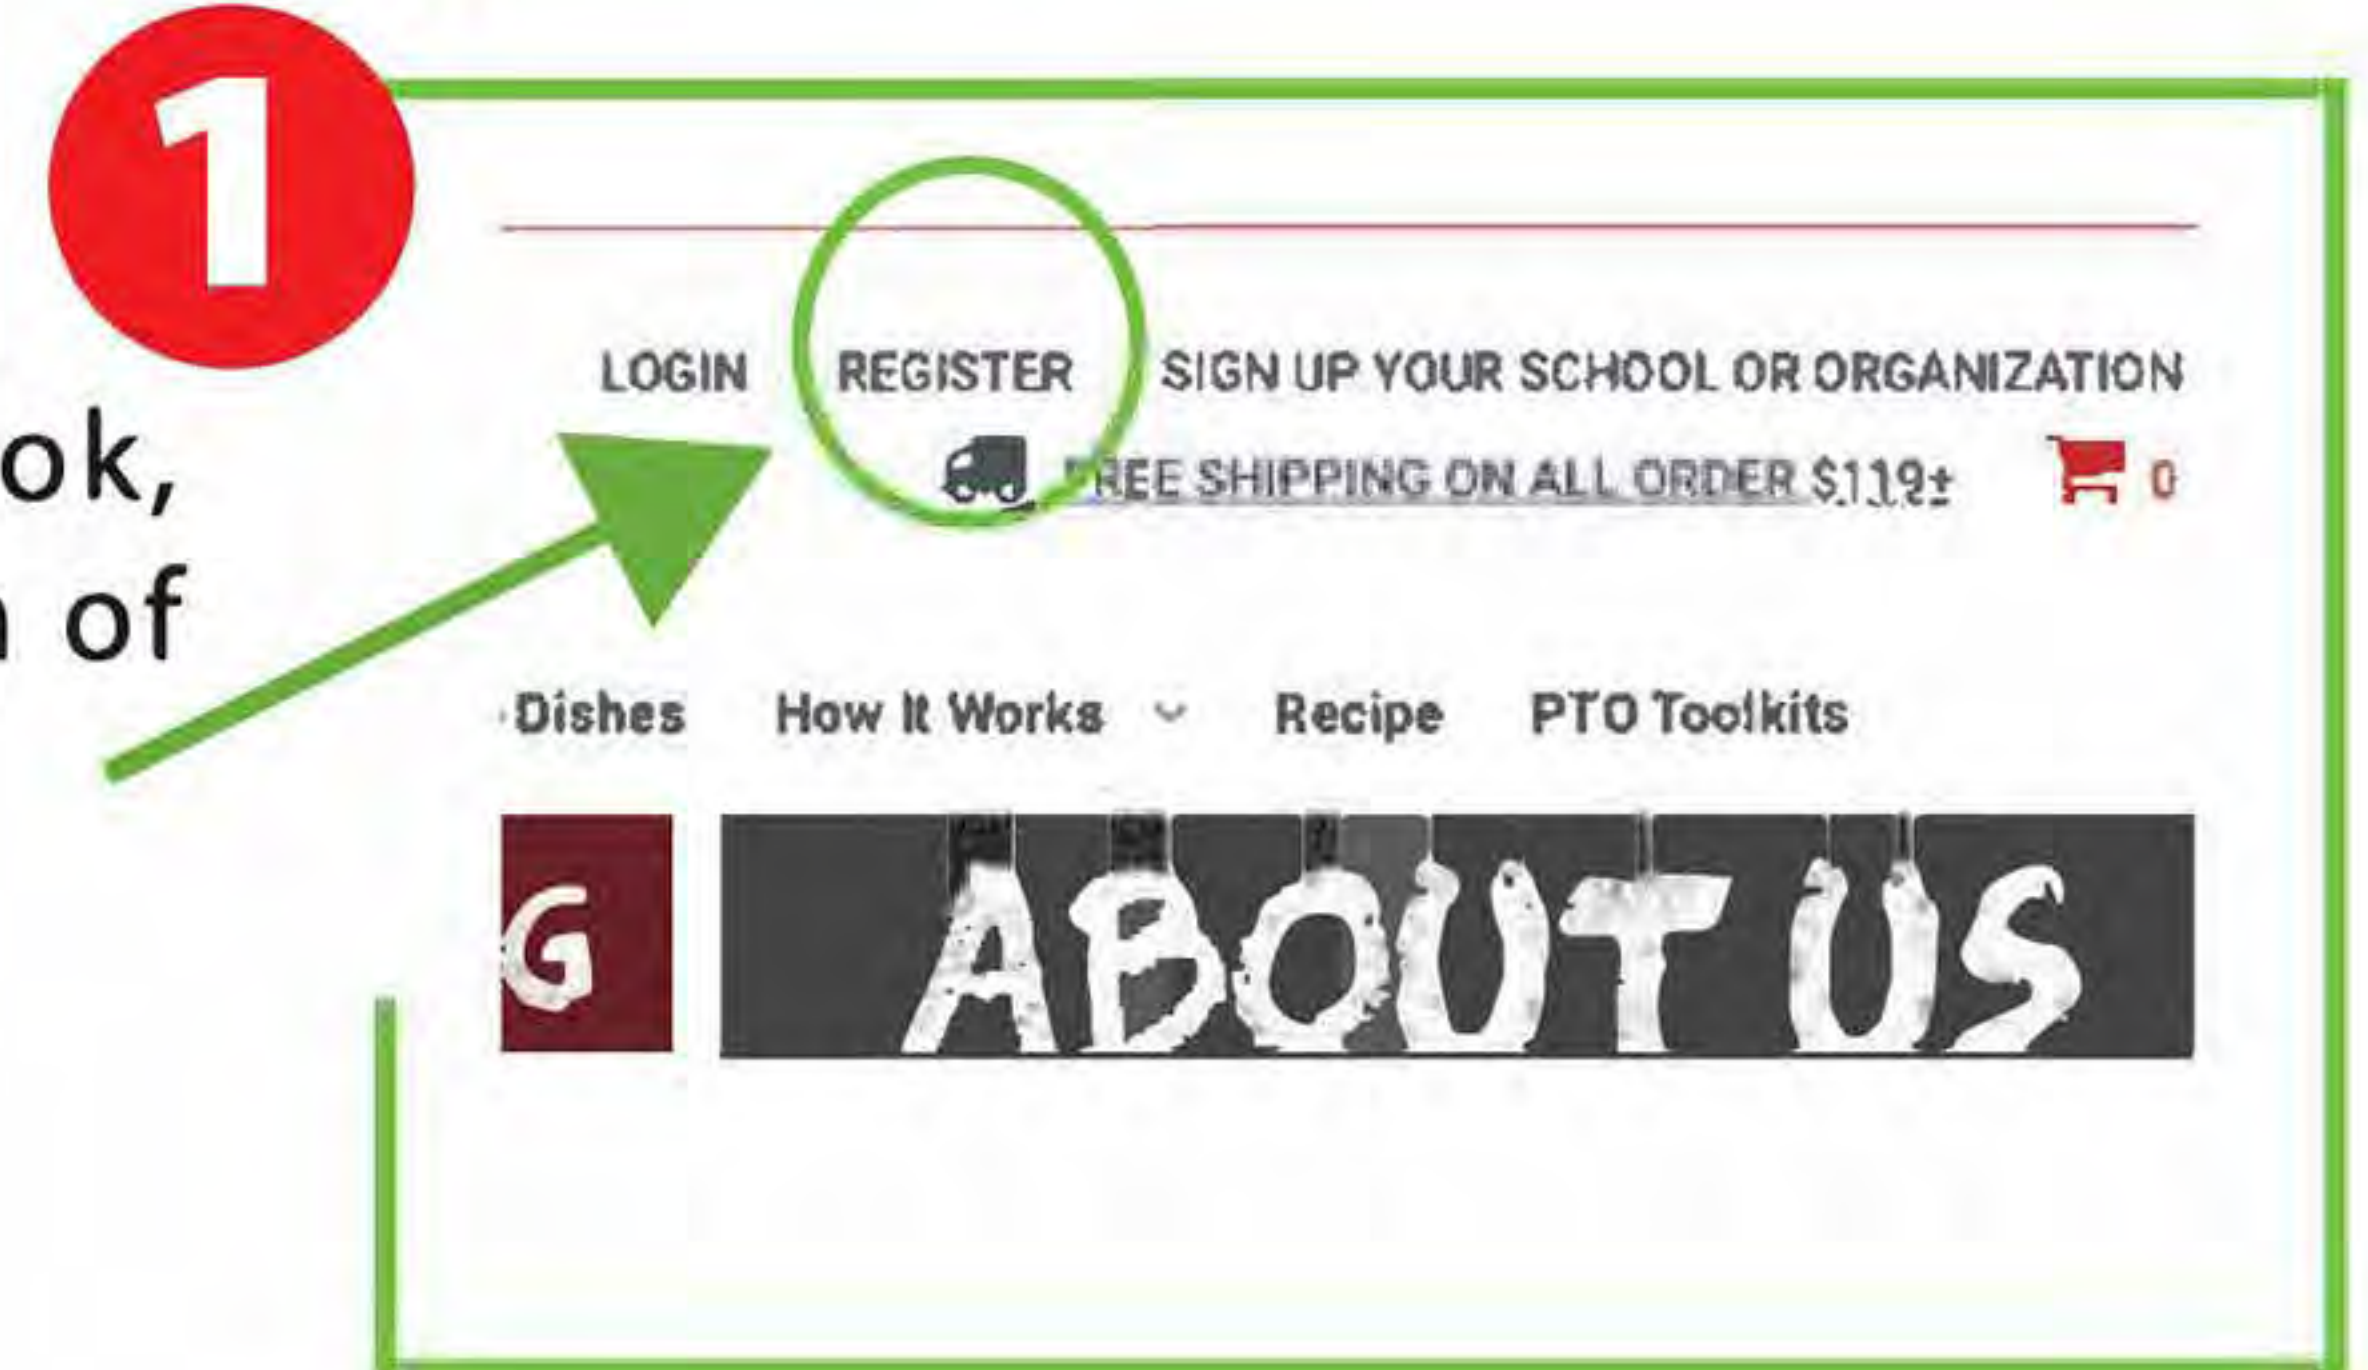 1
LOGIN REGISTER SIGN UP YOUR SCHOOL OR ORGANIZATION
FREE SHIPPING ON ALL ORDER $119± 0
ok,
of
Dishes How It Works Recipe PTO Toolkits
G ABOUT US